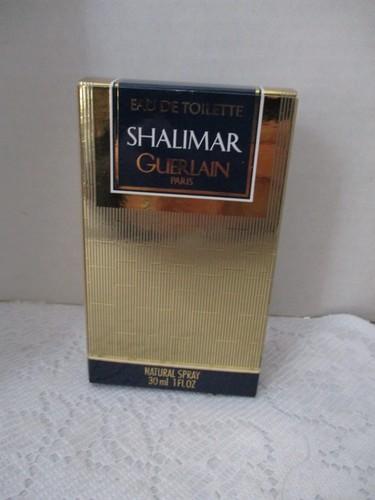 EAU DE TOILETTE
SHALIMAR
GUERLAIN
PARIS
NATURAL SPRAY
30 ml 1 FL OZ